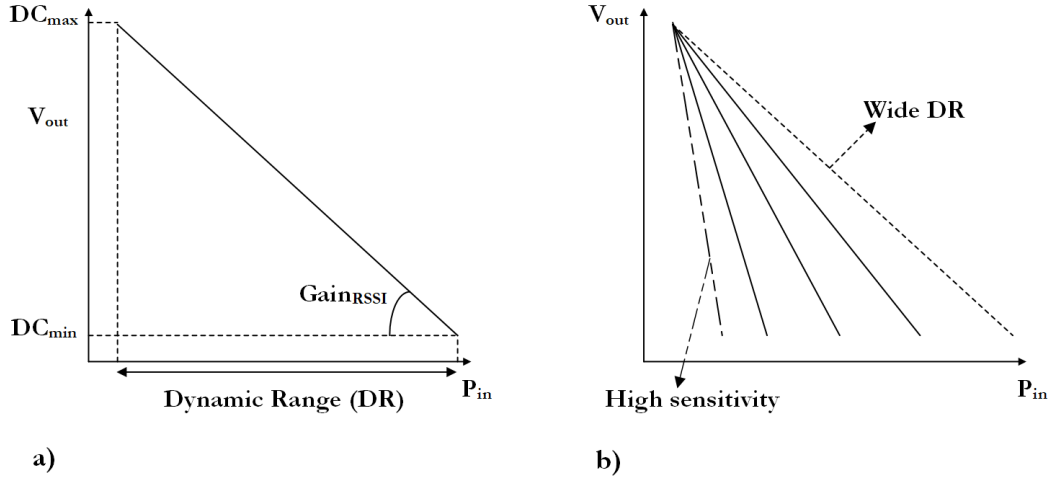 DCmax
Vout
GainRSSI
DCmin
Pin
Dynamic Range (DR)
a)
Vout
Wide DR
High sensitivity
Pin
b)